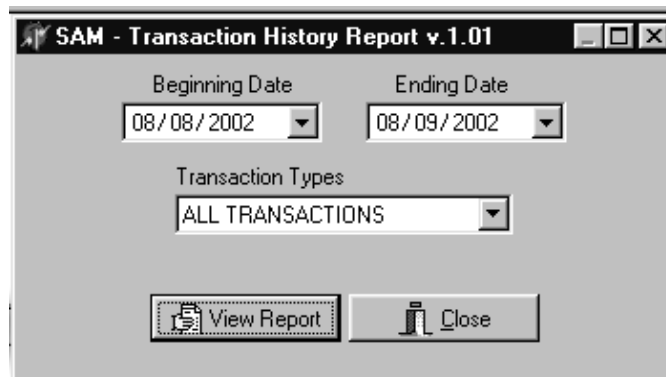 SAM - Transaction History Report v.1.01
Beginning Date Ending Date
08/08/2002 08/09/2002
Transaction Types
ALL TRANSACTIONS
View Report Close